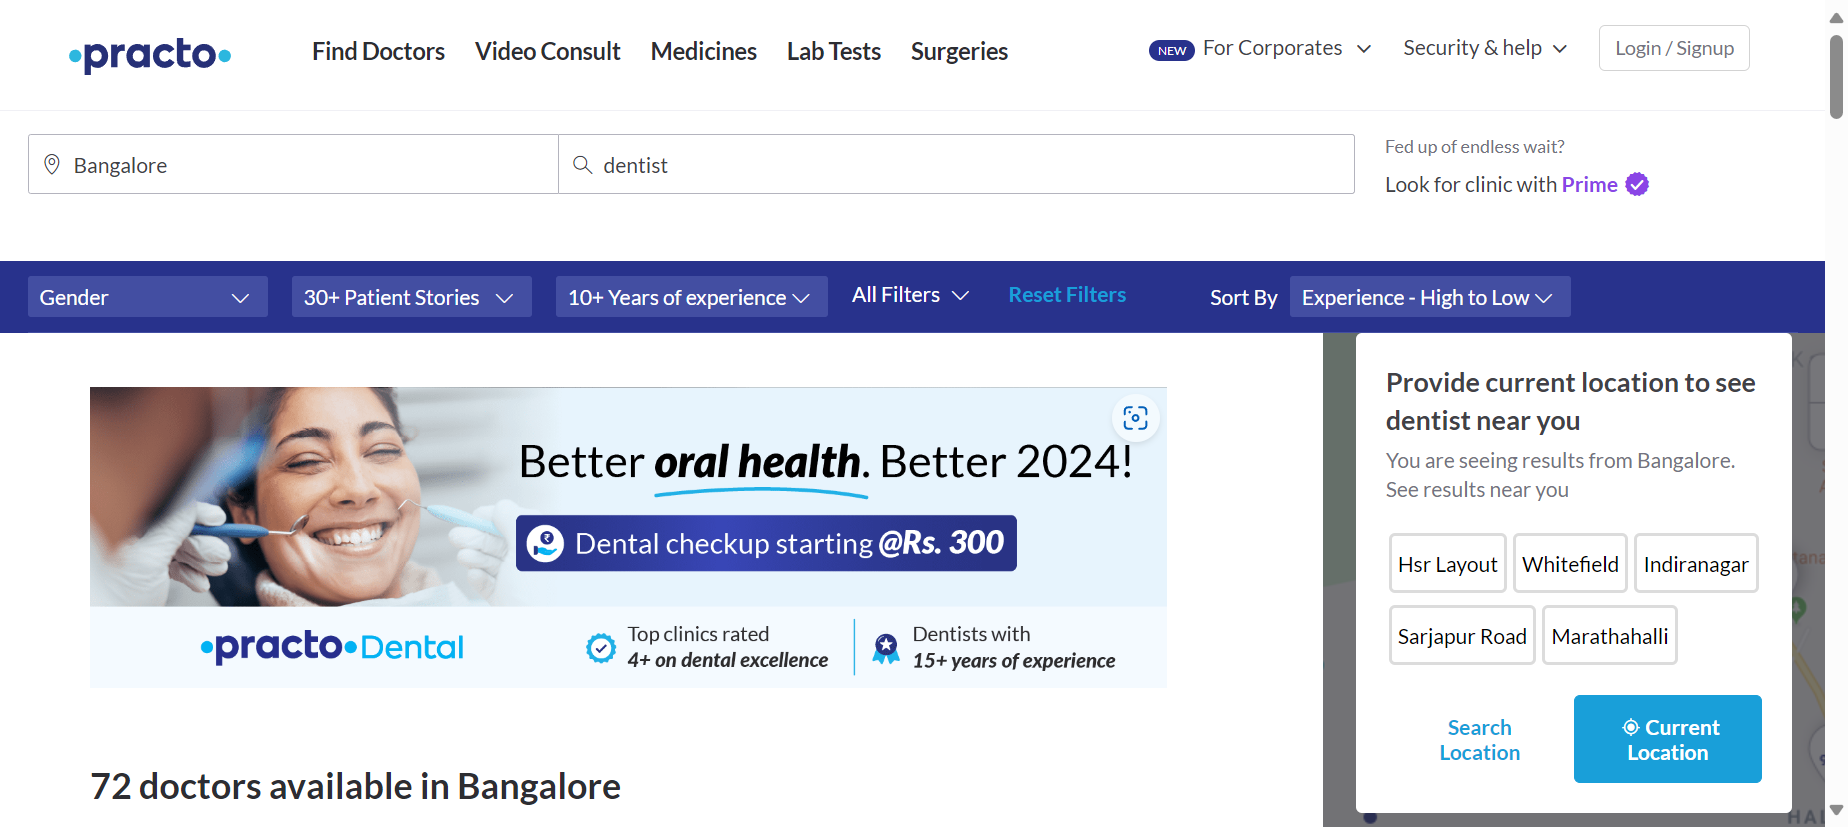 practo
Find Doctors
Video Consult
Medicines
Lab Tests
Surgeries
NEW
For Corporates
Security & help
Login / Signup
Bangalore
dentist
Fed up of endless wait?
Look for clinic with Prime
Gender
30+ Patient Stories
10+ Years of experience
All Filters
Reset Filters
Sort By
Experience - High to Low
Better oral health. Better 2024!
Dental checkup starting @Rs. 300
practo Dental
Top clinics rated
4+ on dental excellence
Dentists with
15+ years of experience
72 doctors available in Bangalore
Provide current location to see
dentist near you
You are seeing results from Bangalore.
See results near you
Hsr Layout
Whitefield
Indiranagar
Sarjapur Road
Marathahalli
Search
Location
Current
Location